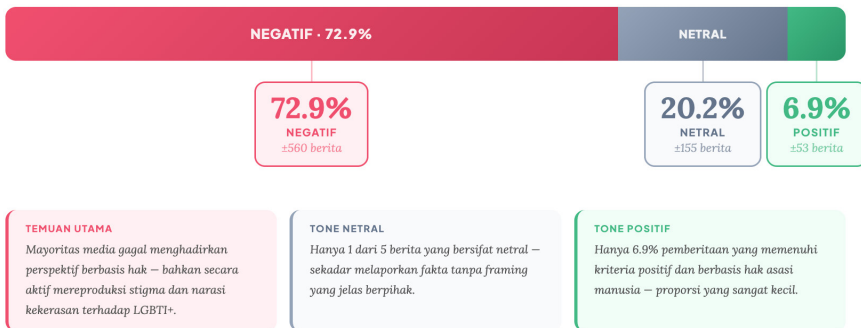 NEGATIF · 72.9%
NETRAL
72.9%
NEGATIF
±560 berita
20.2%
NETRAL
±155 berita
6.9%
POSITIF
±53 berita
TEMUAN UTAMA
Mayoritas media gagal menghadirkan
perspektif berbasis hak — bahkan secara
aktif mereproduksi stigma dan narasi
kekerasan terhadap LGBTI+.
TONE NETRAL
Hanya 1 dari 5 berita yang bersifat netral —
sekadar melaporkan fakta tanpa framing
yang jelas berpihak.
TONE POSITIF
Hanya 6.9% pemberitaan yang memenuhi
kriteria positif dan berbasis hak asasi
manusia — proporsi yang sangat kecil.